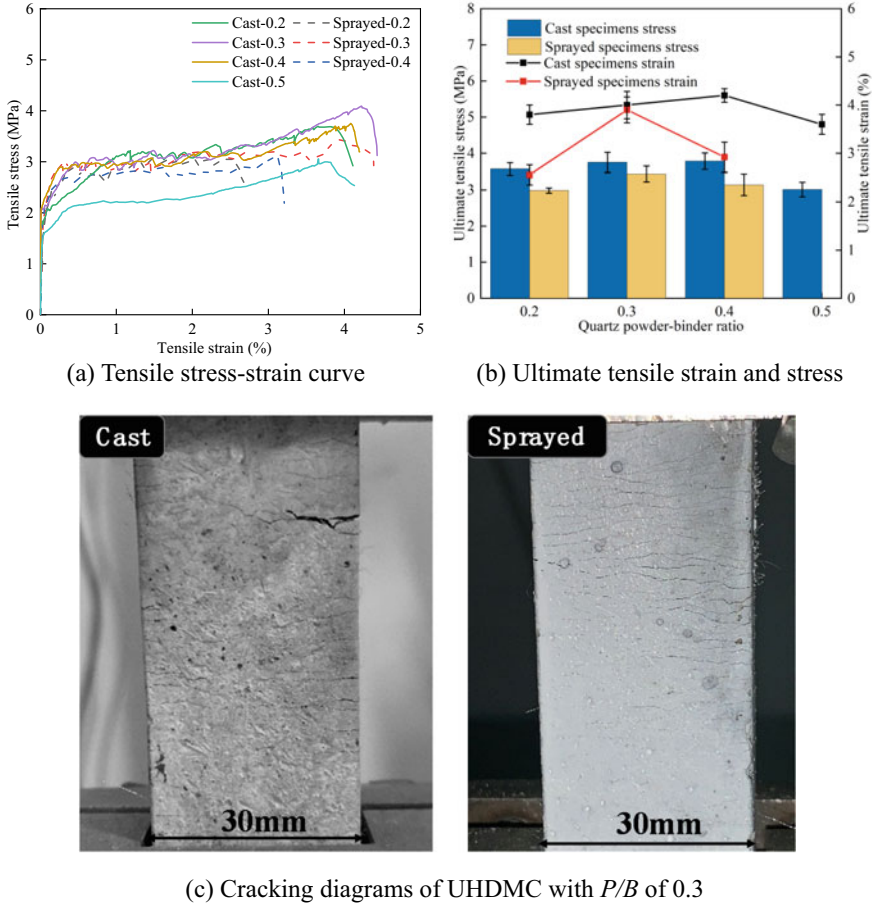 6
5
4
3
2
1
0
0 1 2 3 4 5
Tensile stress (MPa)
Tensile strain (%)
Cast-0.2 Sprayed-0.2
Cast-0.3 Sprayed-0.3
Cast-0.4 Sprayed-0.4
Cast-0.5
(a) Tensile stress-strain curve
8
7
6
5
4
3
2
1
0
Ultimate tensile stress (MPa)
Cast specimens stress
Sprayed specimens stress
Cast specimens strain
Sprayed specimens strain
6
5
4
3
2
1
0
Ultimate tensile strain (%)
0.2 0.3 0.4 0.5
Quartz powder-binder ratio
(b) Ultimate tensile strain and stress
Cast
30mm
Sprayed
30mm
(c) Cracking diagrams of UHDMC with P/B of 0.3